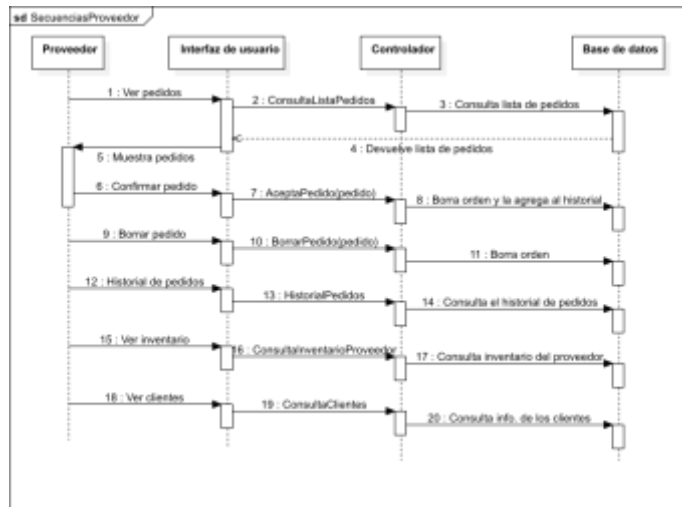 sd SecuenciasProveedor
Proveedor
Interfaz de usuario
Controlador
Base de datos
1 : Ver pedidos
2 : ConsultaListaPedidos
3 : Consulta lista de pedidos
4 : Devuelve lista de pedidos
5 : Muestra pedidos
6 : Confirmar pedido
7 : AceptaPedido(pedido)
8 : Borra orden y la agrega al historial
9 : Borrar pedido
10 : BorrarPedido(pedido)
11 : Borra orden
12 : Historial de pedidos
13 : HistorialPedidos
14 : Consulta el historial de pedidos
15 : Ver inventario
16 : ConsultaInventarioProveedor
17 : Consulta inventario del proveedor
18 : Ver clientes
19 : ConsultaClientes
20 : Consulta info. de los clientes